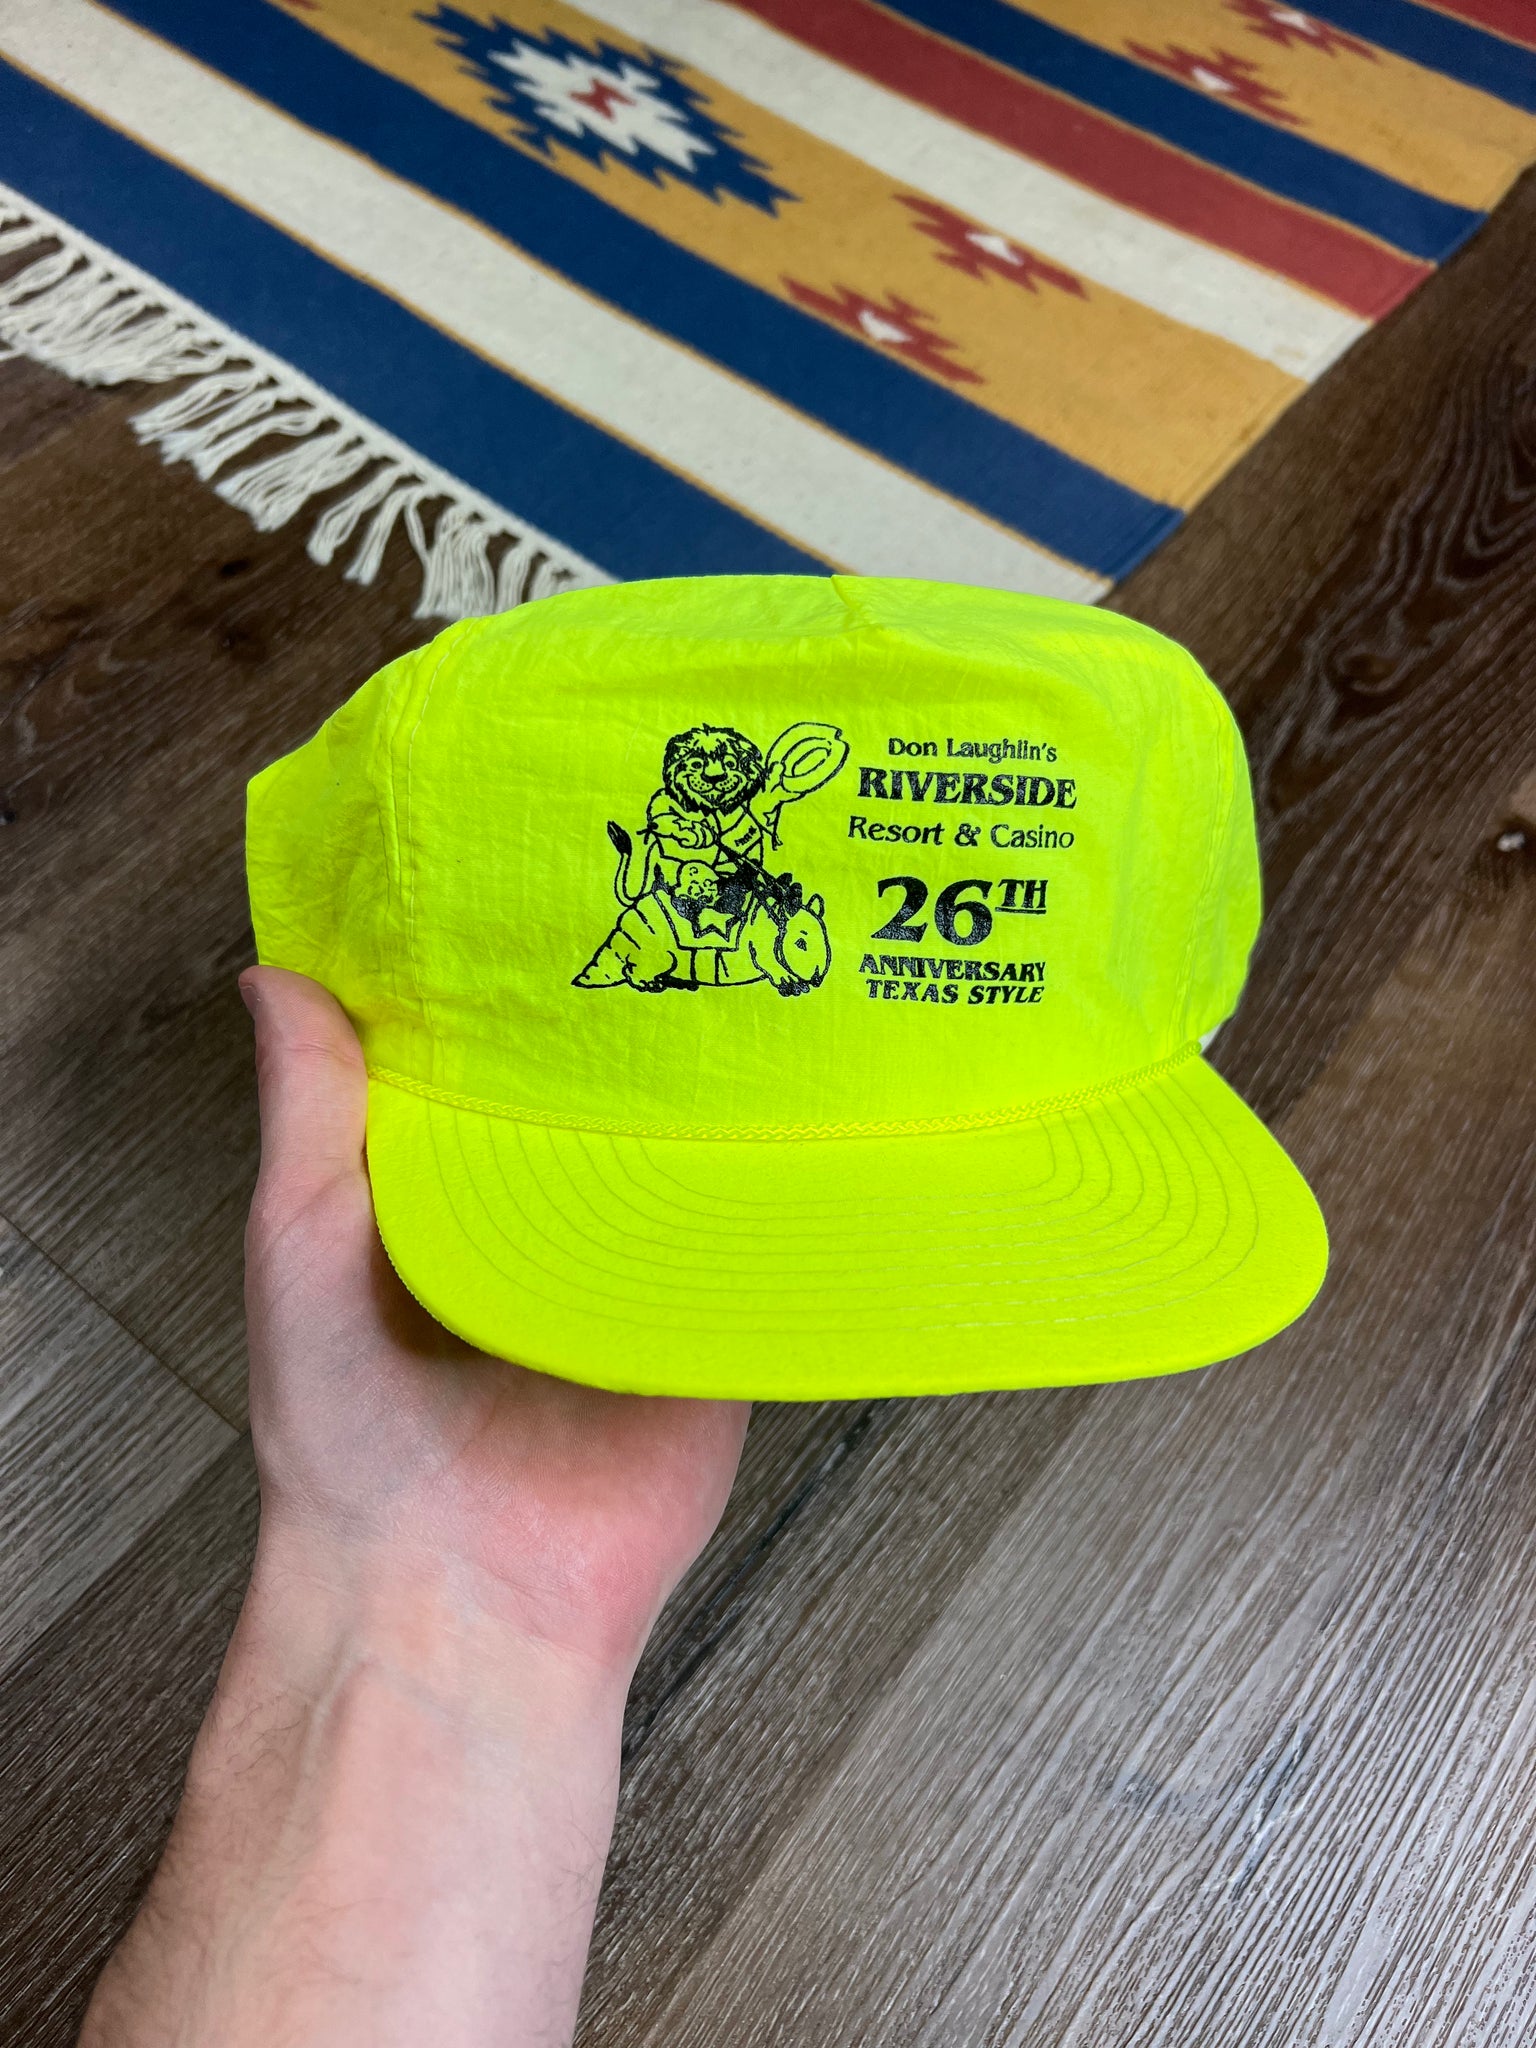 Don Laughlin's
RIVERSIDE
Resort & Casino
26TH
ANNIVERSARY
TEXAS STYLE